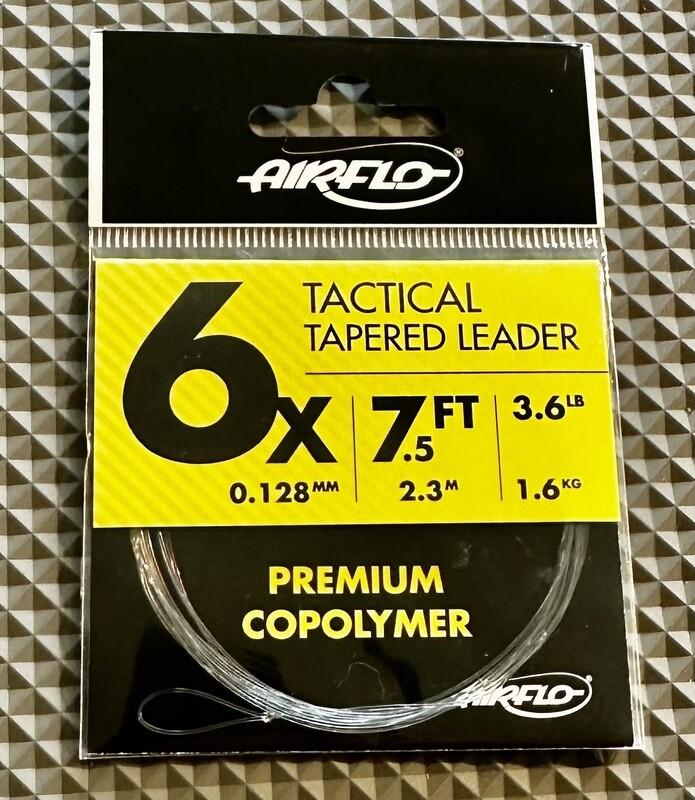 AIRFLO®
6X
TACTICAL
TAPERED LEADER
0.128MM
7.5FT
2.3M
3.6LB
1.6KG
PREMIUM
COPOLYMER
AIRFLO®